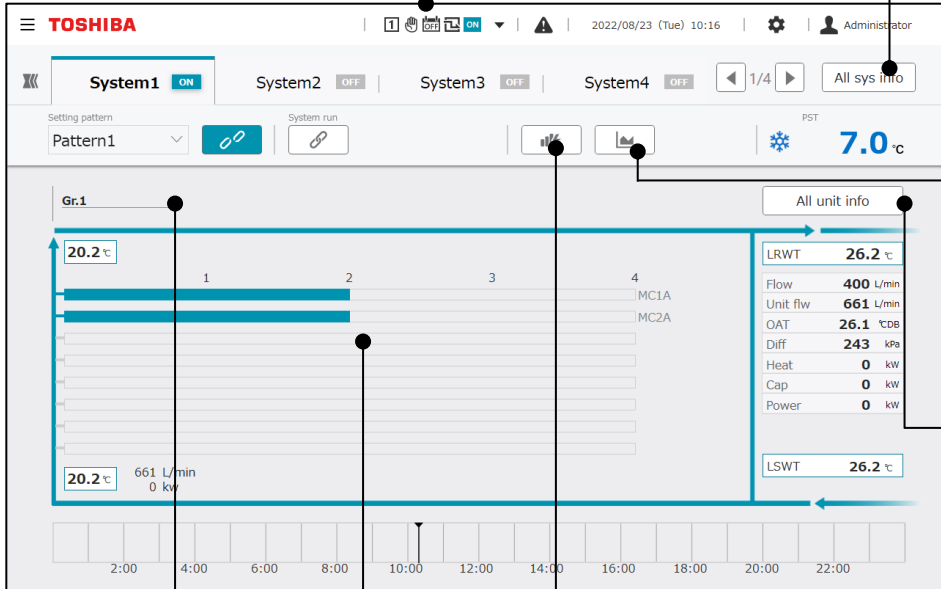 TOSHIBA 1 OFF ON 2022/08/23 (Tue) 10:16 Administrator
System1 ON System2 OFF System3 OFF System4 OFF 1/4 All sys info
Setting pattern System run PST
Pattern1 7.0 ℃
Gr.1 All unit info
20.2 ℃ LRWT 26.2 ℃
1 2 3 4
MC1A
MC2A
Flow 400 L/min
Unit flw 661 L/min
OAT 26.1 ℃DB
Diff 243 kPa
Heat 0 kW
Cap 0 kW
Power 0 kW
20.2 ℃ 661 L/min LSWT 26.2 ℃
0 kw
2:00 4:00 6:00 8:00 10:00 12:00 14:00 16:00 18:00 20:00 22:00